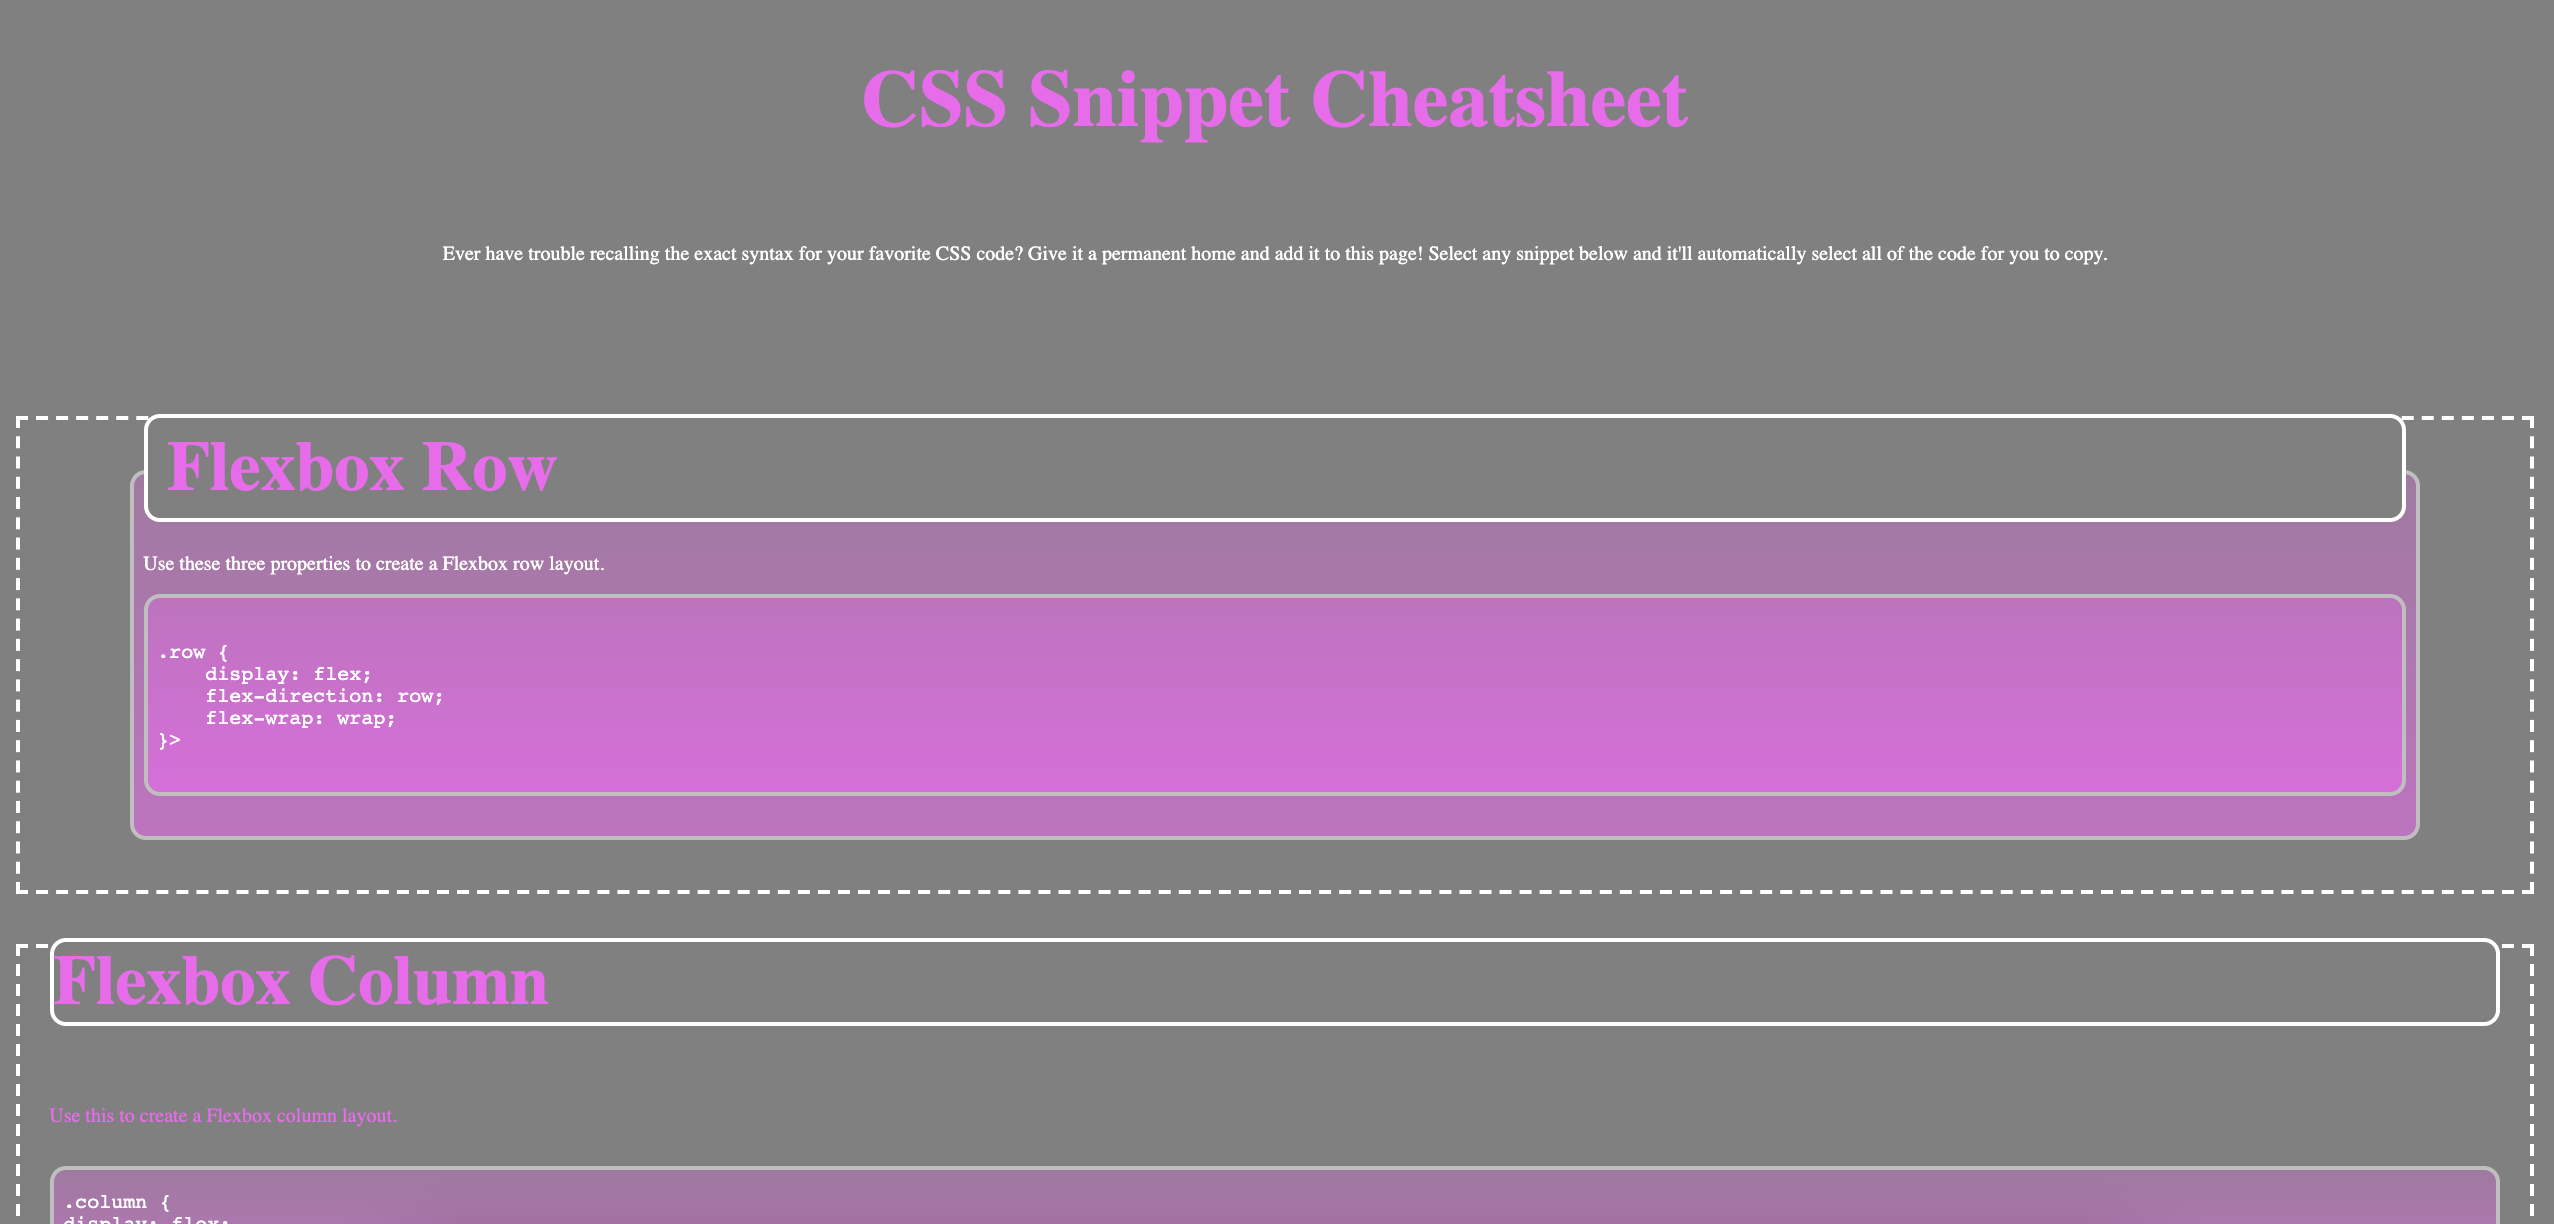 CSS Snippet Cheatsheet
Ever have trouble recalling the exact syntax for your favorite CSS code? Give it a permanent home and add it to this page! Select any snippet below and it'll automatically select all of the code for you to copy.
Flexbox Row
Use these three properties to create a Flexbox row layout.
.row {
    display: flex;
    flex-direction: row;
    flex-wrap: wrap;
}>
Flexbox Column
Use this to create a Flexbox column layout.
.column {
display: flex;